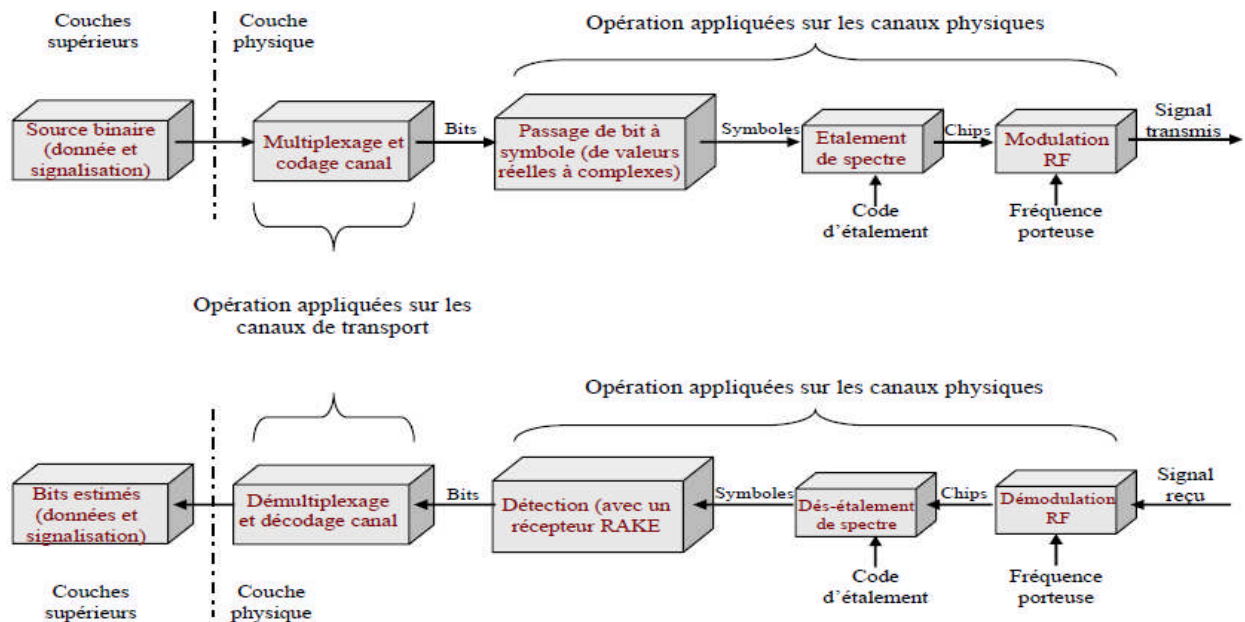 Couches
supérieurs
Couche
physique
Opération appliquées sur les canaux physiques
Source binaire
(donnée et
signalisation)
Multiplexage et
codage canal
Bits
Passage de bit à
symbole (de valeurs
réelles à complexes)
Symboles
Etalement
de spectre
Chips
Modulation
RF
Signal
transmis
Code
d'étalement
Fréquence
porteuse
Opération appliquées sur les
canaux de transport
Opération appliquées sur les canaux physiques
Bits estimés
(données et
signalisation)
Démultiplexage
et décodage canal
Bits
Détection (avec un
récepteur RAKE
Symboles
Dés-étalement
de spectre
Chips
Démodulation
RF
Signal
reçu
Couches
supérieurs
Couche
physique
Code
d'étalement
Fréquence
porteuse